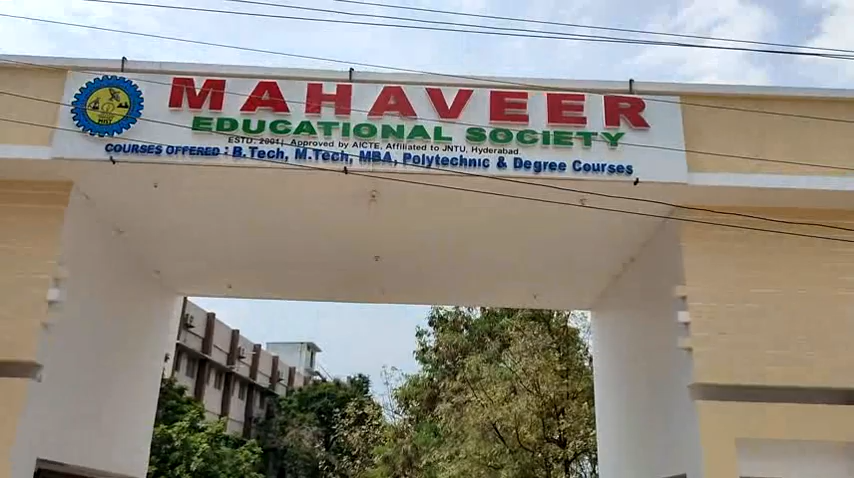 MAHAVEER
EDUCATIONAL SOCIETY
ESTD. 2001, Approved by AICTE, Affiliated to JNTU, Hyderabad.
COURSES OFFERED : B.Tech, M.Tech, MBA, Polytechnic & Degree Courses